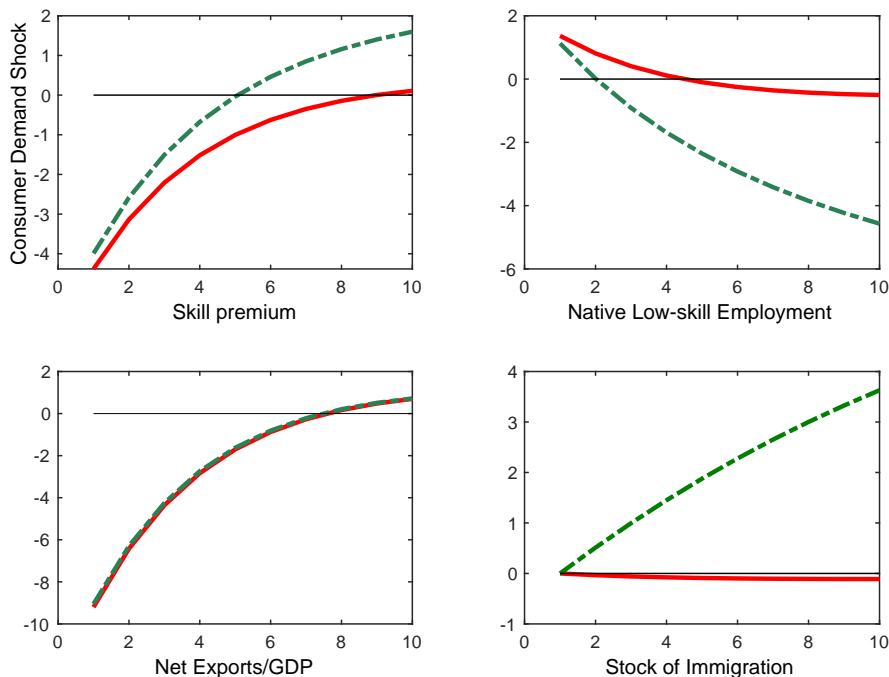 2
1
0
-1
-2
-3
-4
0 2 4 6 8 10
Consumer Demand Shock
Skill premium
2
0
-2
-4
-6
0 2 4 6 8 10
Native Low-skill Employment
2
0
-2
-4
-6
-8
-10
0 2 4 6 8 10
Net Exports/GDP
4
3
2
1
0
-1
0 2 4 6 8 10
Stock of Immigration